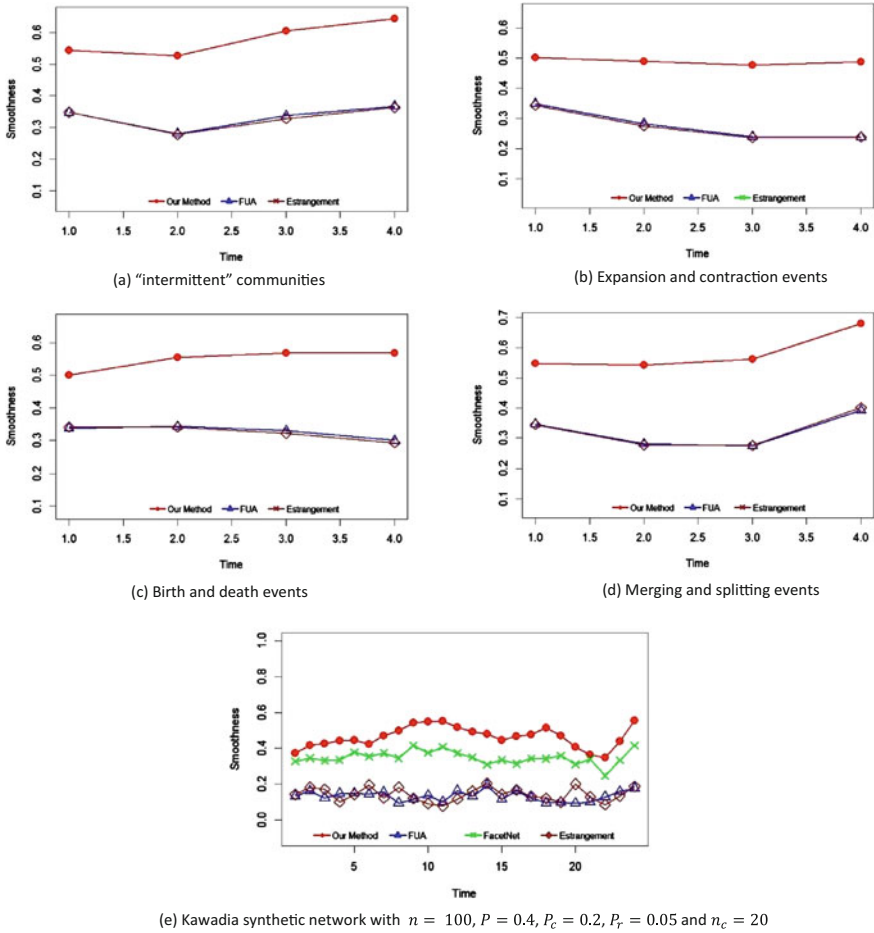 Smoothness
0.1 0.2 0.3 0.4 0.5 0.6
Our Method FUA Estrangement
1.0 1.5 2.0 2.5 3.0 3.5 4.0
Time
(a) "intermittent" communities
Smoothness
0.1 0.2 0.3 0.4 0.5 0.6
Our Method FUA Estrangement
1.0 1.5 2.0 2.5 3.0 3.5 4.0
Time
(b) Expansion and contraction events
Smoothness
0.1 0.2 0.3 0.4 0.5 0.6
Our Method FUA Estrangement
1.0 1.5 2.0 2.5 3.0 3.5 4.0
Time
(c) Birth and death events
Smoothness
0.1 0.2 0.3 0.4 0.5 0.6 0.7
Our Method FUA Estrangement
1.0 1.5 2.0 2.5 3.0 3.5 4.0
Time
(d) Merging and splitting events
Smoothness
0.0 0.2 0.4 0.6 0.8 1.0
Our Method FUA FacetNet Estrangement
5 10 15 20
Time
(e) Kawadia synthetic network with n = 100, P = 0.4, P_c = 0.2, P_r = 0.05 and n_c = 20